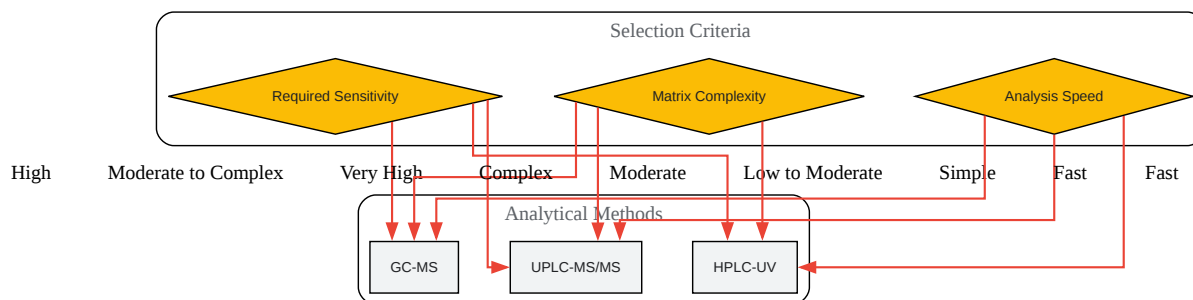 Selection Criteria
Required Sensitivity
Matrix Complexity
Analysis Speed
High
Moderate to Complex
Very High
Complex
Moderate
Low to Moderate
Simple
Fast
Fast
Analytical Methods
GC-MS
UPLC-MS/MS
HPLC-UV